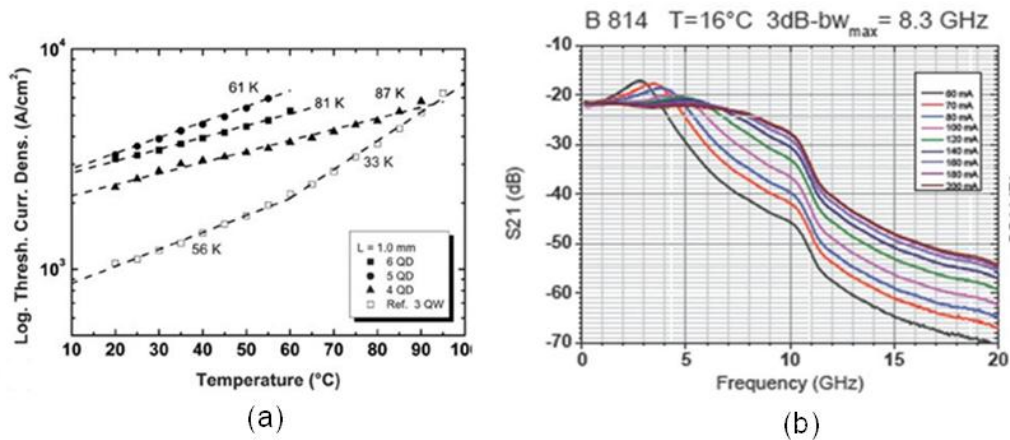 B 814 T=16°C 3dB-bwmax= 8.3 GHz
Log. Thresh. Curr. Dens. (A/cm²)
10⁴
10³
61 K
81 K
87 K
33 K
56 K
L = 1.0 mm
6 QD
5 QD
4 QD
Ref. 3 QW
10 20 30 40 50 60 70 80 90 100
Temperature (°C)
(a)
S21 (dB)
-10
-20
-30
-40
-50
-60
-70
60 mA
70 mA
80 mA
100 mA
120 mA
140 mA
160 mA
180 mA
200 mA
0 5 10 15 20
Frequency (GHz)
(b)